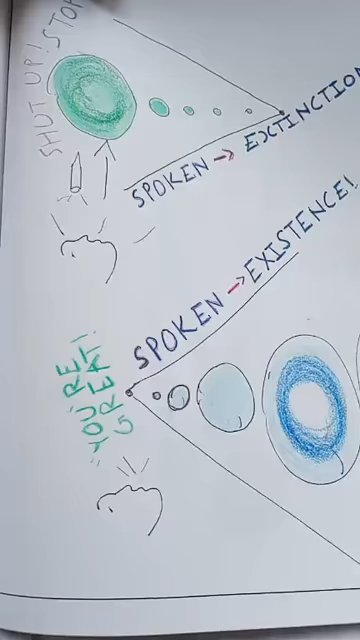 SHUT UP! STOP
SPOKEN → EXTINCTION
SPOKEN → EXISTENCE!
"YOU'RE
GREAT!